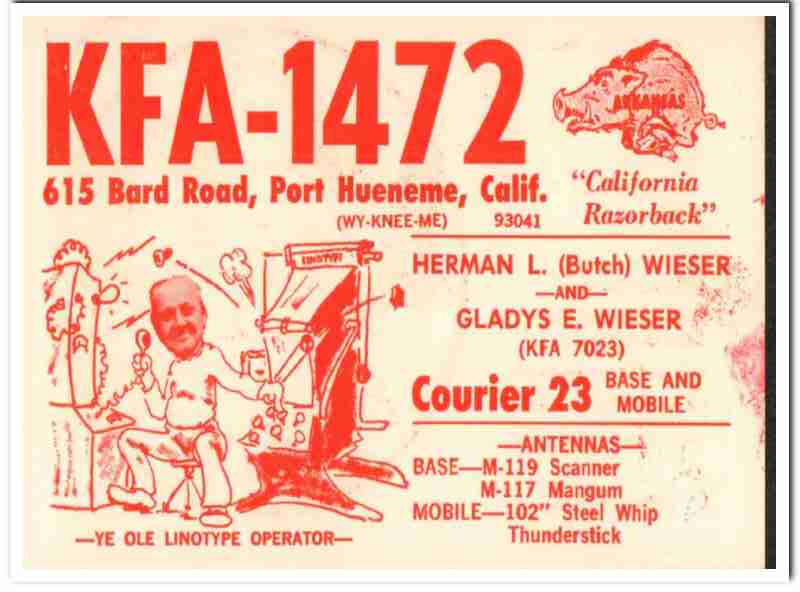 KFA-1472
ARKANSAS
615 Bard Road, Port Hueneme, Calif.
(WY-KNEE-ME) 93041
"California
Razorback"
LINOTYPE
HERMAN L. (Butch) WIESER
—AND—
GLADYS E. WIESER
(KFA 7023)
Courier 23 BASE AND
MOBILE
—ANTENNAS—
BASE—M-119 Scanner
M-117 Mangum
MOBILE—102" Steel Whip
Thunderstick
—YE OLE LINOTYPE OPERATOR—